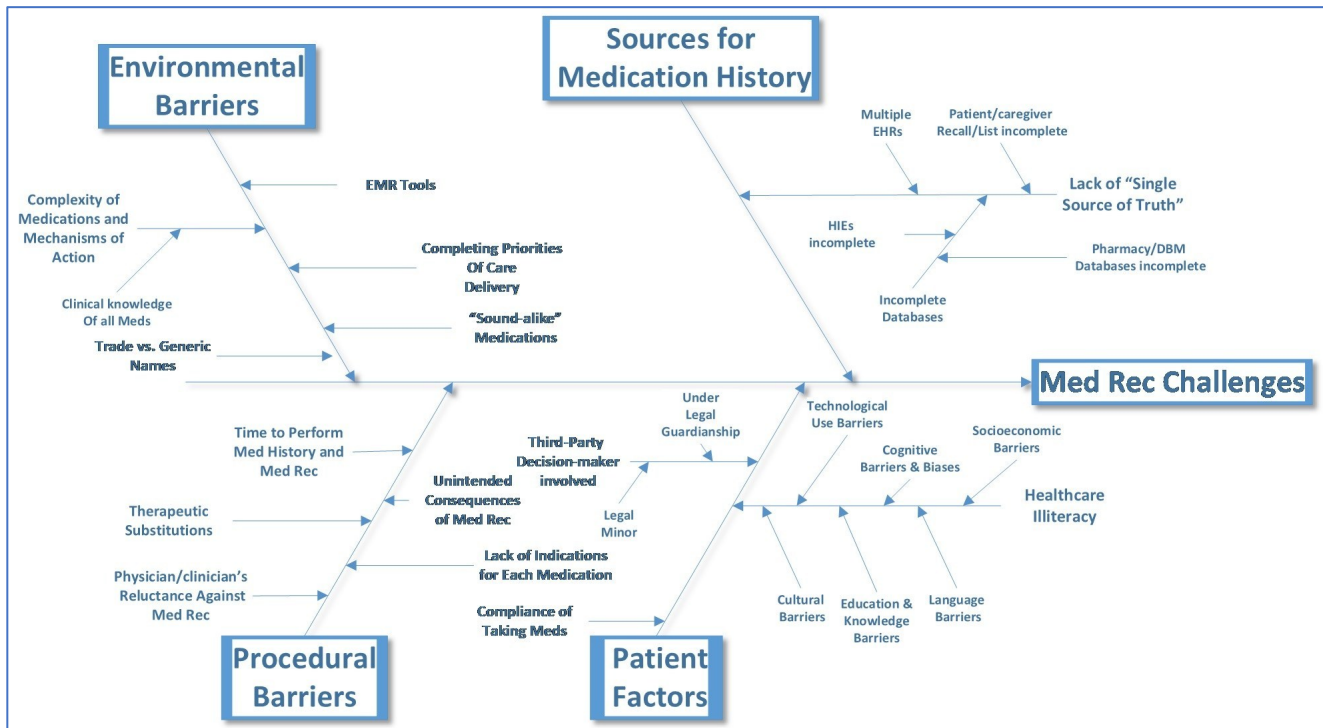 Environmental
Barriers
Sources for
Medication History
EMR Tools
Complexity of
Medications and
Mechanisms of
Action
Clinical knowledge
Of all Meds
Completing Priorities
Of Care
Delivery
“Sound-alike”
Medications
Trade vs. Generic
Names
Multiple
EHRs
Patient/caregiver
Recall/List incomplete
Lack of “Single
Source of Truth”
HIEs
incomplete
Pharmacy/DBM
Databases incomplete
Incomplete
Databases
Med Rec Challenges
Time to Perform
Med History and
Med Rec
Unintended
Consequences
of Med Rec
Therapeutic
Substitutions
Lack of Indications
for Each Medication
Physician/clinician’s
Reluctance Against
Med Rec
Procedural
Barriers
Third-Party
Decision-maker
involved
Under
Legal
Guardianship
Legal
Minor
Technological
Use Barriers
Cognitive
Barriers & Biases
Socioeconomic
Barriers
Healthcare
Illiteracy
Cultural
Barriers
Education &
Knowledge
Barriers
Language
Barriers
Compliance of
Taking Meds
Patient
Factors